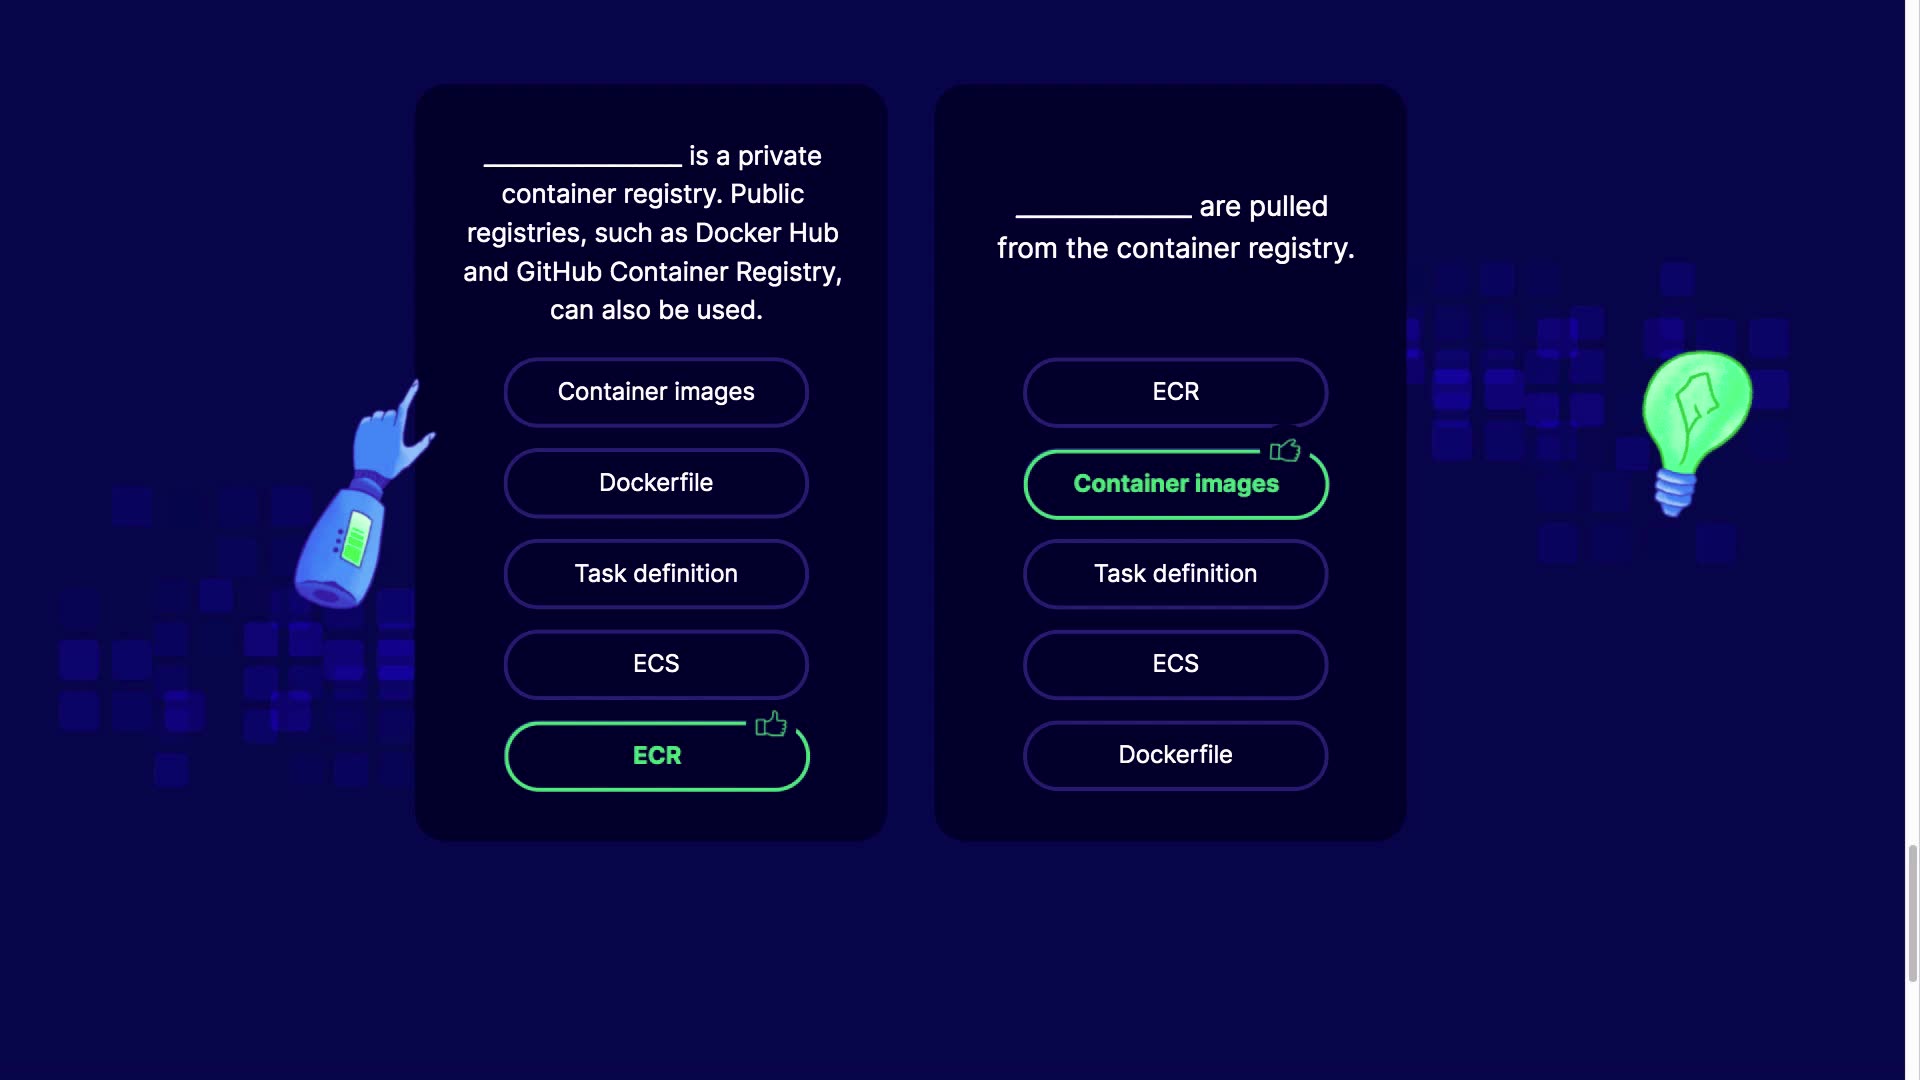 _______________ is a private
container registry. Public
registries, such as Docker Hub
and GitHub Container Registry,
can also be used.
Container images
Dockerfile
Task definition
ECS
ECR
_____________ are pulled
from the container registry.
ECR
Container images
Task definition
ECS
Dockerfile